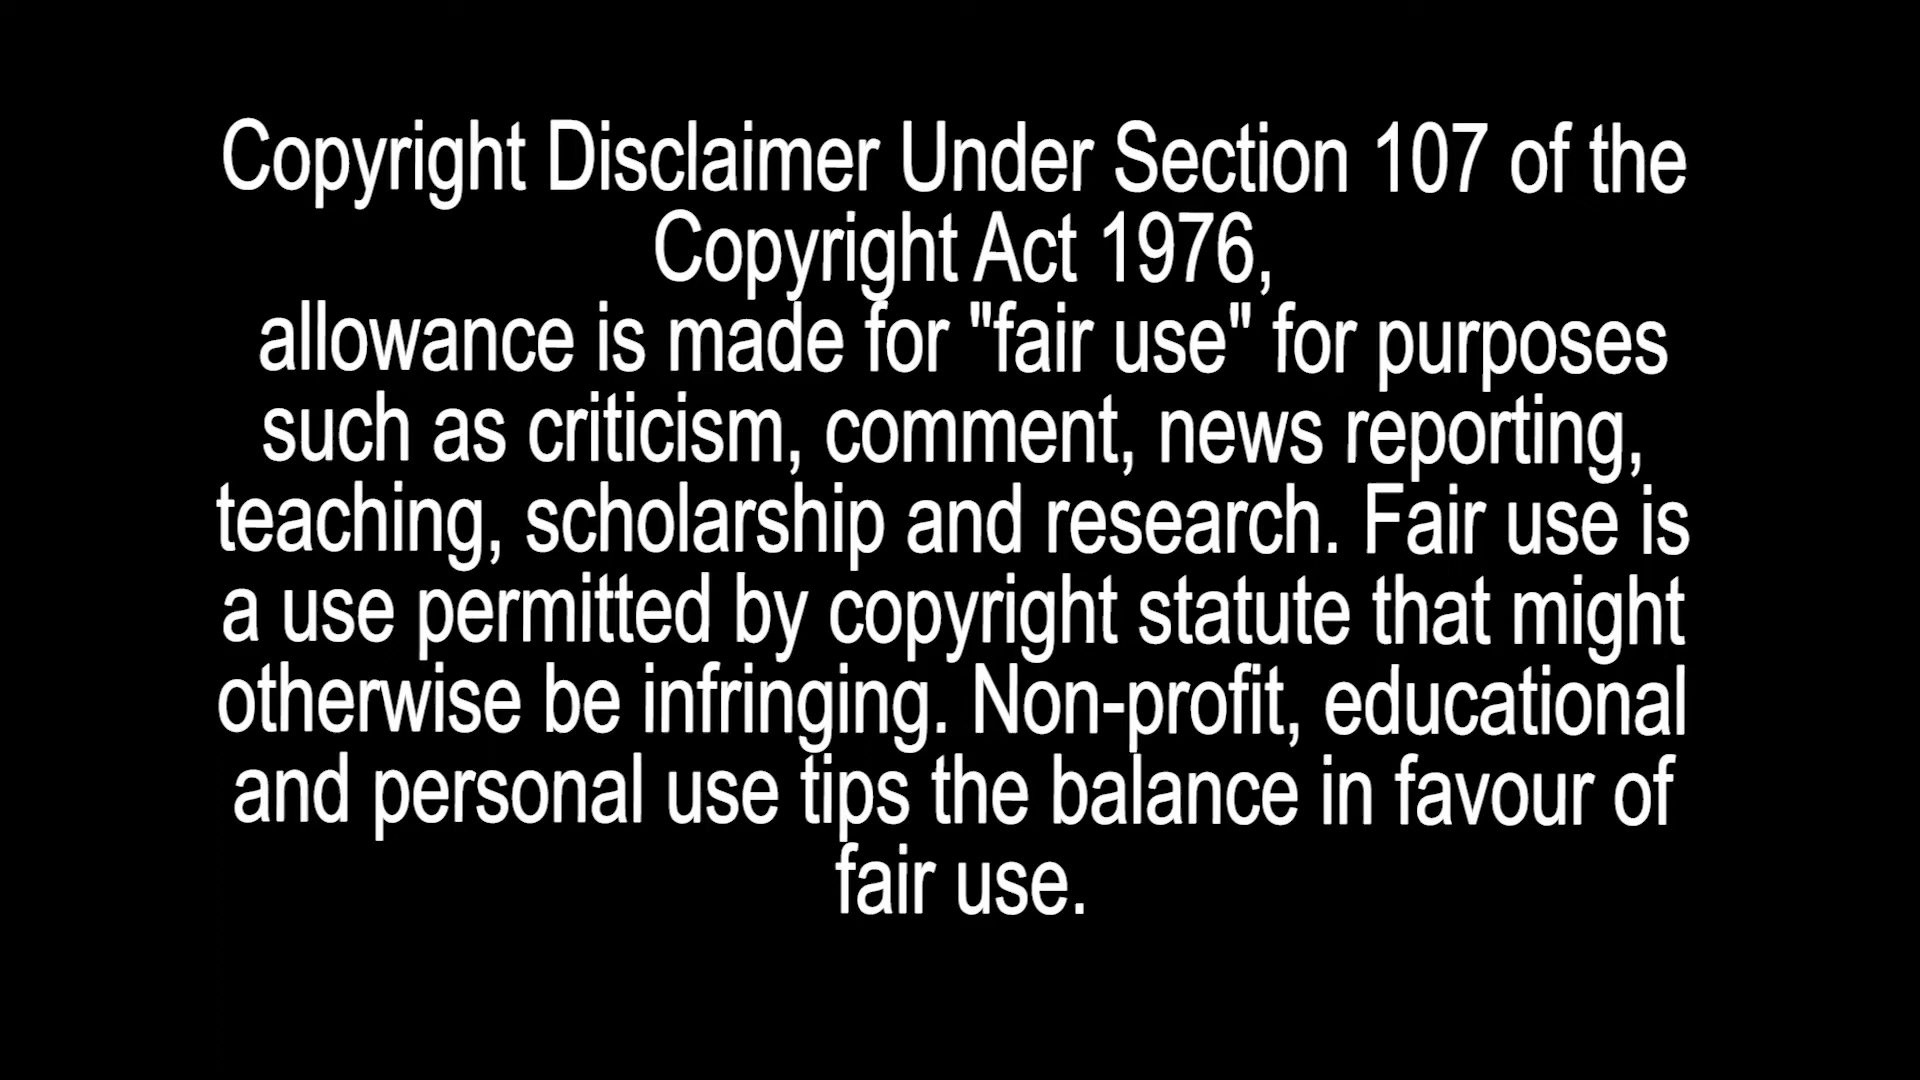 Copyright Disclaimer Under Section 107 of the
Copyright Act 1976,
allowance is made for "fair use" for purposes
such as criticism, comment, news reporting,
teaching, scholarship and research. Fair use is
a use permitted by copyright statute that might
otherwise be infringing. Non-profit, educational
and personal use tips the balance in favour of
fair use.